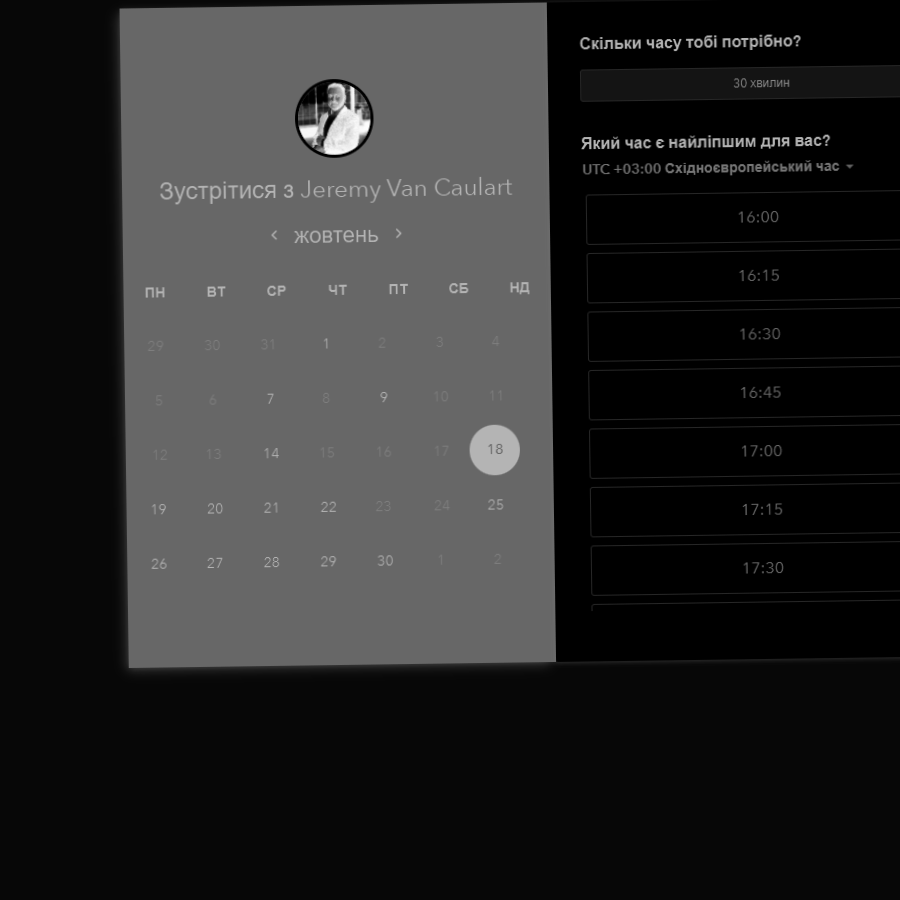 Зустрітися з Jeremy Van Caulart
жовтень
ПН ВТ СР ЧТ ПТ СБ НД
29 30 31 1 2 3 4
5 6 7 8 9 10 11
12 13 14 15 16 17 18
19 20 21 22 23 24 25
26 27 28 29 30 1 2
Скільки часу тобі потрібно?
30 хвилин
Який час є найліпшим для вас?
UTC +03:00 Східноєвропейський час
16:00
16:15
16:30
16:45
17:00
17:15
17:30